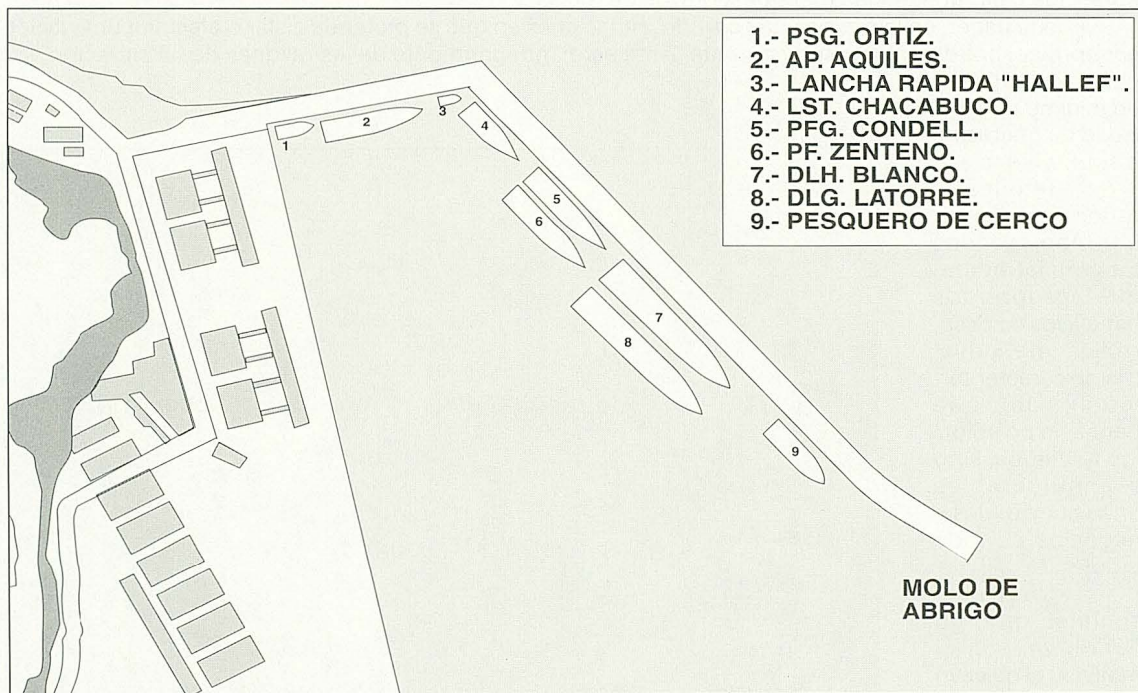 1.- PSG. ORTIZ.
2.- AP. AQUILES.
3.- LANCHA RAPIDA "HALLEF".
4.- LST. CHACABUCO.
5.- PFG. CONDELL.
6.- PF. ZENTENO.
7.- DLH. BLANCO.
8.- DLG. LATORRE.
9.- PESQUERO DE CERCO
1
2
3
4
5
6
7
8
9
MOLO DE
ABRIGO